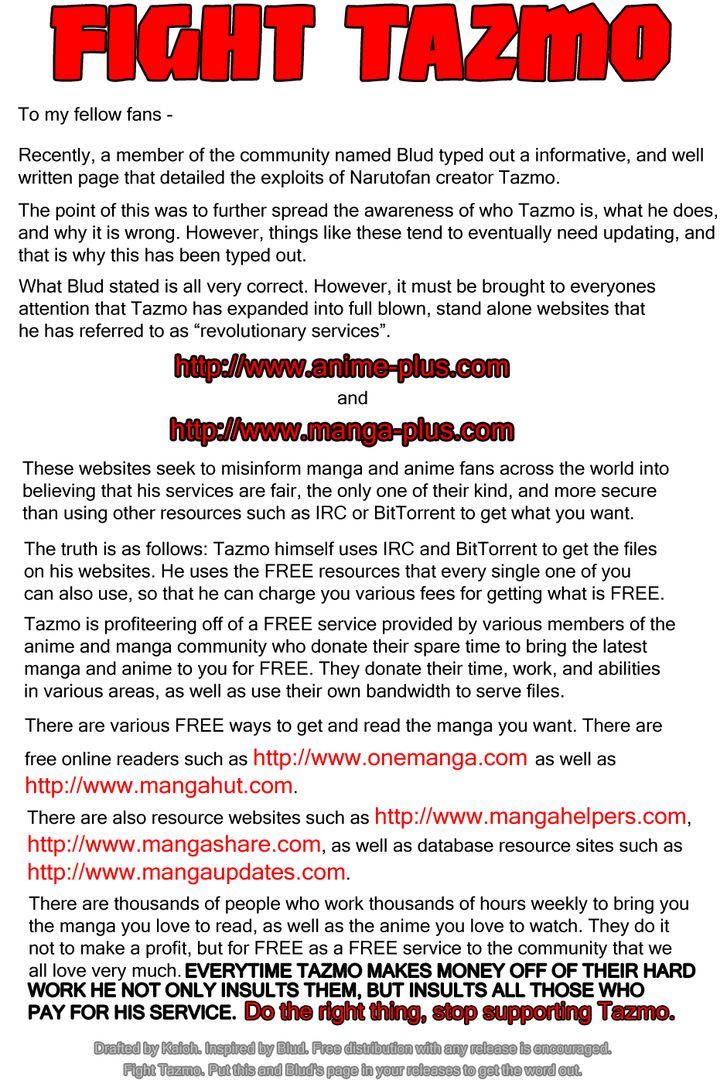 FIGHT TAZMO
To my fellow fans -
Recently, a member of the community named Blud typed out a informative, and well
written page that detailed the exploits of Narutofan creator Tazmo.
The point of this was to further spread the awareness of who Tazmo is, what he does,
and why it is wrong. However, things like these tend to eventually need updating, and
that is why this has been typed out.
What Blud stated is all very correct. However, it must be brought to everyones
attention that Tazmo has expanded into full blown, stand alone websites that
he has referred to as “revolutionary services”.
http://www.anime-plus.com
and
http://www.manga-plus.com
These websites seek to misinform manga and anime fans across the world into
believing that his services are fair, the only one of their kind, and more secure
than using other resources such as IRC or BitTorrent to get what you want.
The truth is as follows: Tazmo himself uses IRC and BitTorrent to get the files
on his websites. He uses the FREE resources that every single one of you
can also use, so that he can charge you various fees for getting what is FREE.
Tazmo is profiteering off of a FREE service provided by various members of the
anime and manga community who donate their spare time to bring the latest
manga and anime to you for FREE. They donate their time, work, and abilities
in various areas, as well as use their own bandwidth to serve files.
There are various FREE ways to get and read the manga you want. There are
free online readers such as http://www.onemanga.com as well as
http://www.mangahut.com.
There are also resource websites such as http://www.mangahelpers.com,
http://www.mangashare.com, as well as database resource sites such as
http://www.mangaupdates.com.
There are thousands of people who work thousands of hours weekly to bring you
the manga you love to read, as well as the anime you love to watch. They do it
not to make a profit, but for FREE as a FREE service to the community that we
all love very much. EVERYTIME TAZMO MAKES MONEY OFF OF THEIR HARD
WORK HE NOT ONLY INSULTS THEM, BUT INSULTS ALL THOSE WHO
PAY FOR HIS SERVICE. Do the right thing, stop supporting Tazmo.
Drafted by Kaich. Inspired by Blud. Free distribution with any release is encouraged.
Fight Tazmo. Put this and Blud's page in your releases to get the word out.